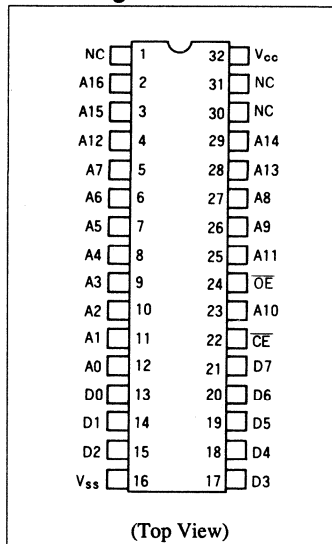 NC 1 32 Vcc
A16 2 31 NC
A15 3 30 NC
A12 4 29 A14
A7 5 28 A13
A6 6 27 A8
A5 7 26 A9
A4 8 25 A11
A3 9 24 OE
A2 10 23 A10
A1 11 22 CE
A0 12 21 D7
D0 13 20 D6
D1 14 19 D5
D2 15 18 D4
Vss 16 17 D3
(Top View)